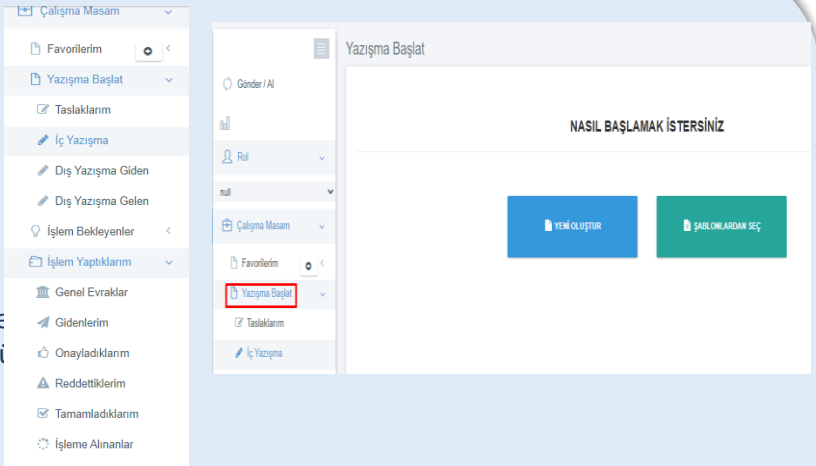 Çalışma Masam
Favorilerim
Yazışma Başlat
Taslaklarım
İç Yazışma
Dış Yazışma Giden
Dış Yazışma Gelen
İşlem Bekleyenler
İşlem Yaptıklarım
Genel Evraklar
Gidenlerim
Onayladıklarım
Reddettiklerim
Tamamladıklarım
İşleme Alınanlar
Yazışma Başlat
Gönder / Al
Rol
null
Çalışma Masam
Favorilerim
Yazışma Başlat
Taslaklarım
İç Yazışma
NASIL BAŞLAMAK İSTERSİNİZ
YENİ OLUŞTUR
ŞABLONLARDAN SEÇ